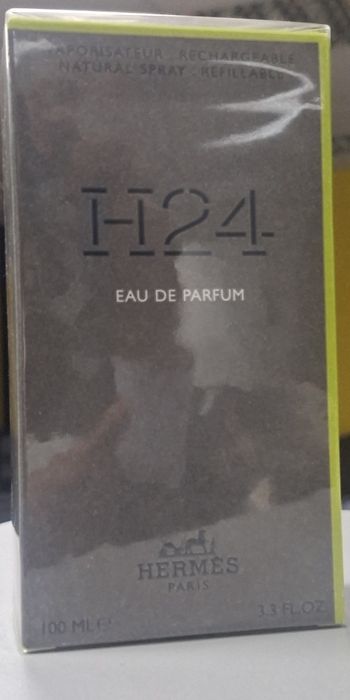 VAPORISATEUR : RECHARGEABLE
NATURAL SPRAY : REFILLABLE
H24
EAU DE PARFUM
HERMÈS
PARIS
100 ML ℮ 3.3 FL.OZ